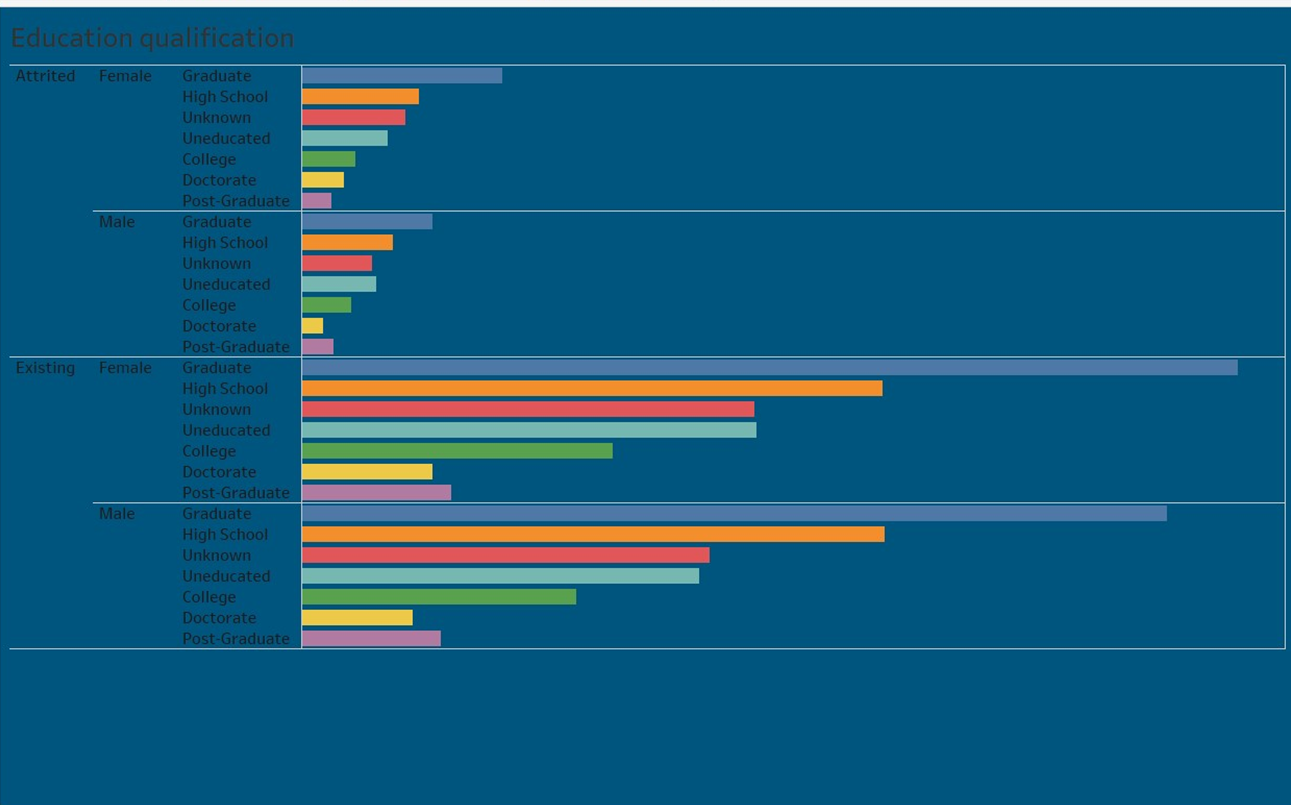 Education qualification
Attrited Female Graduate
High School
Unknown
Uneducated
College
Doctorate
Post-Graduate
Male Graduate
High School
Unknown
Uneducated
College
Doctorate
Post-Graduate
Existing Female Graduate
High School
Unknown
Uneducated
College
Doctorate
Post-Graduate
Male Graduate
High School
Unknown
Uneducated
College
Doctorate
Post-Graduate